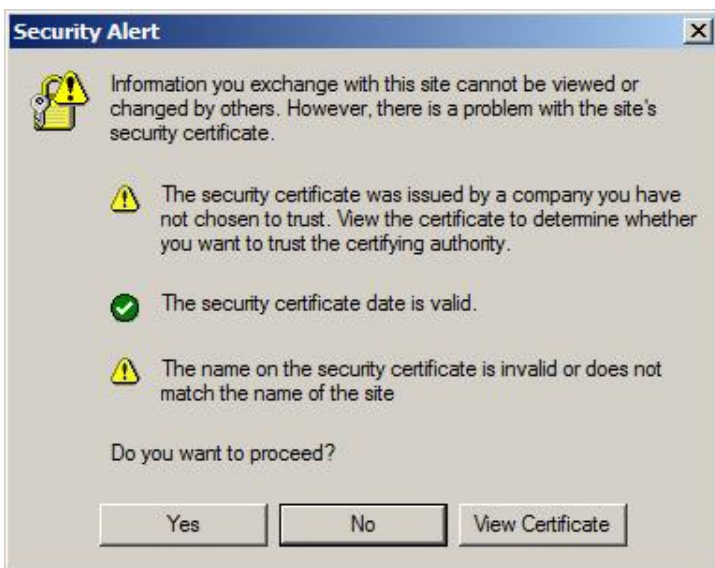 Security Alert
Information you exchange with this site cannot be viewed or
changed by others. However, there is a problem with the site's
security certificate.
The security certificate was issued by a company you have
not chosen to trust. View the certificate to determine whether
you want to trust the certifying authority.
The security certificate date is valid.
The name on the security certificate is invalid or does not
match the name of the site
Do you want to proceed?
Yes
No
View Certificate